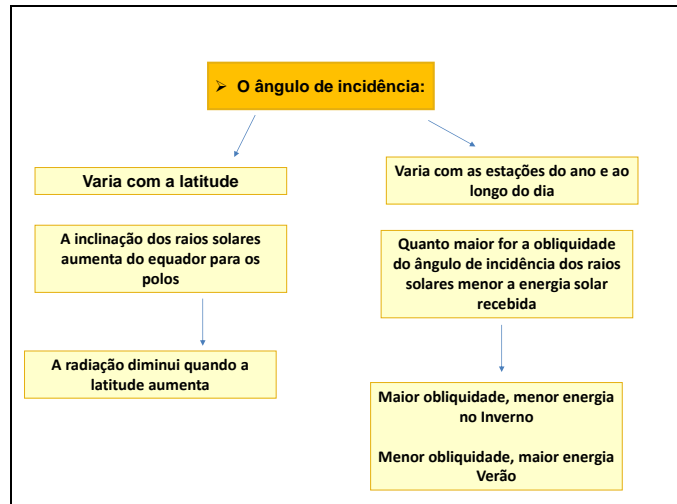 ➢ O ângulo de incidência:
Varia com a latitude
A inclinação dos raios solares
aumenta do equador para os
polos
A radiação diminui quando a
latitude aumenta
Varia com as estações do ano e ao
longo do dia
Quanto maior for a obliquidade
do ângulo de incidência dos raios
solares menor a energia solar
recebida
Maior obliquidade, menor energia
no Inverno
Menor obliquidade, maior energia
Verão